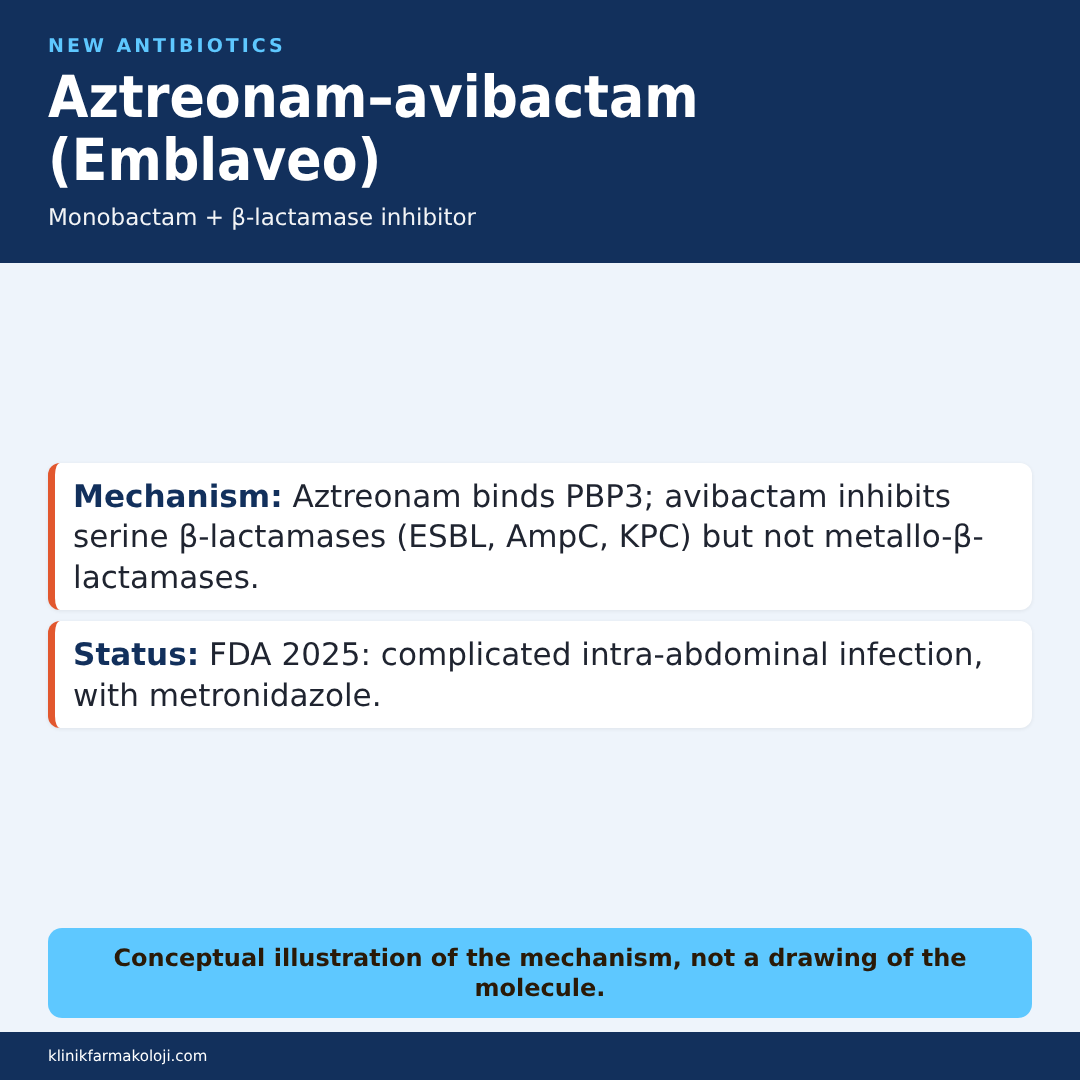 NEW ANTIBIOTICS
Aztreonam–avibactam
(Emblaveo)
Monobactam + β-lactamase inhibitor
Mechanism: Aztreonam binds PBP3; avibactam inhibits
serine β-lactamases (ESBL, AmpC, KPC) but not metallo-β-
lactamases.
Status: FDA 2025: complicated intra-abdominal infection,
with metronidazole.
Conceptual illustration of the mechanism, not a drawing of the
molecule.
klinikfarmakoloji.com